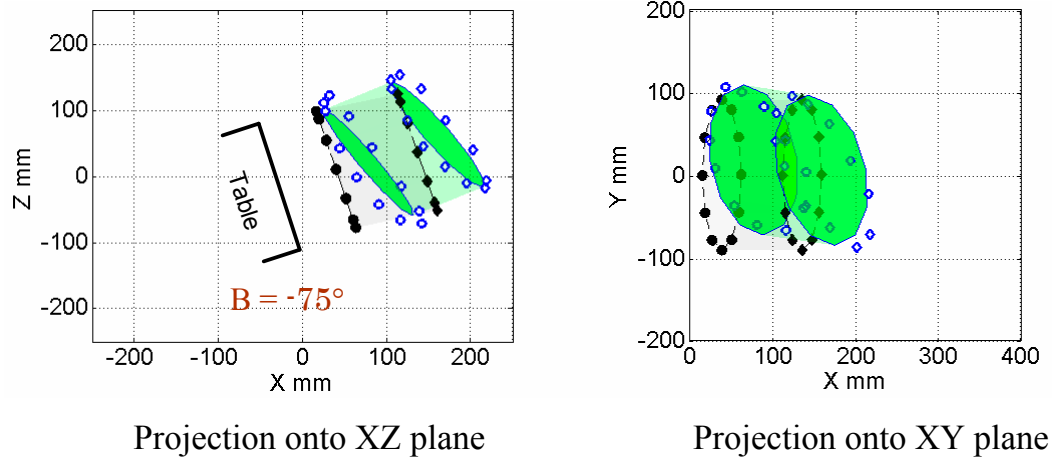 200
100
0
-100
-200
Z mm
Table
B = -75°
-200 -100 0 100 200
X mm
200
100
0
-100
-200
Y mm
0 100 200 300 400
X mm
Projection onto XZ plane
Projection onto XY plane